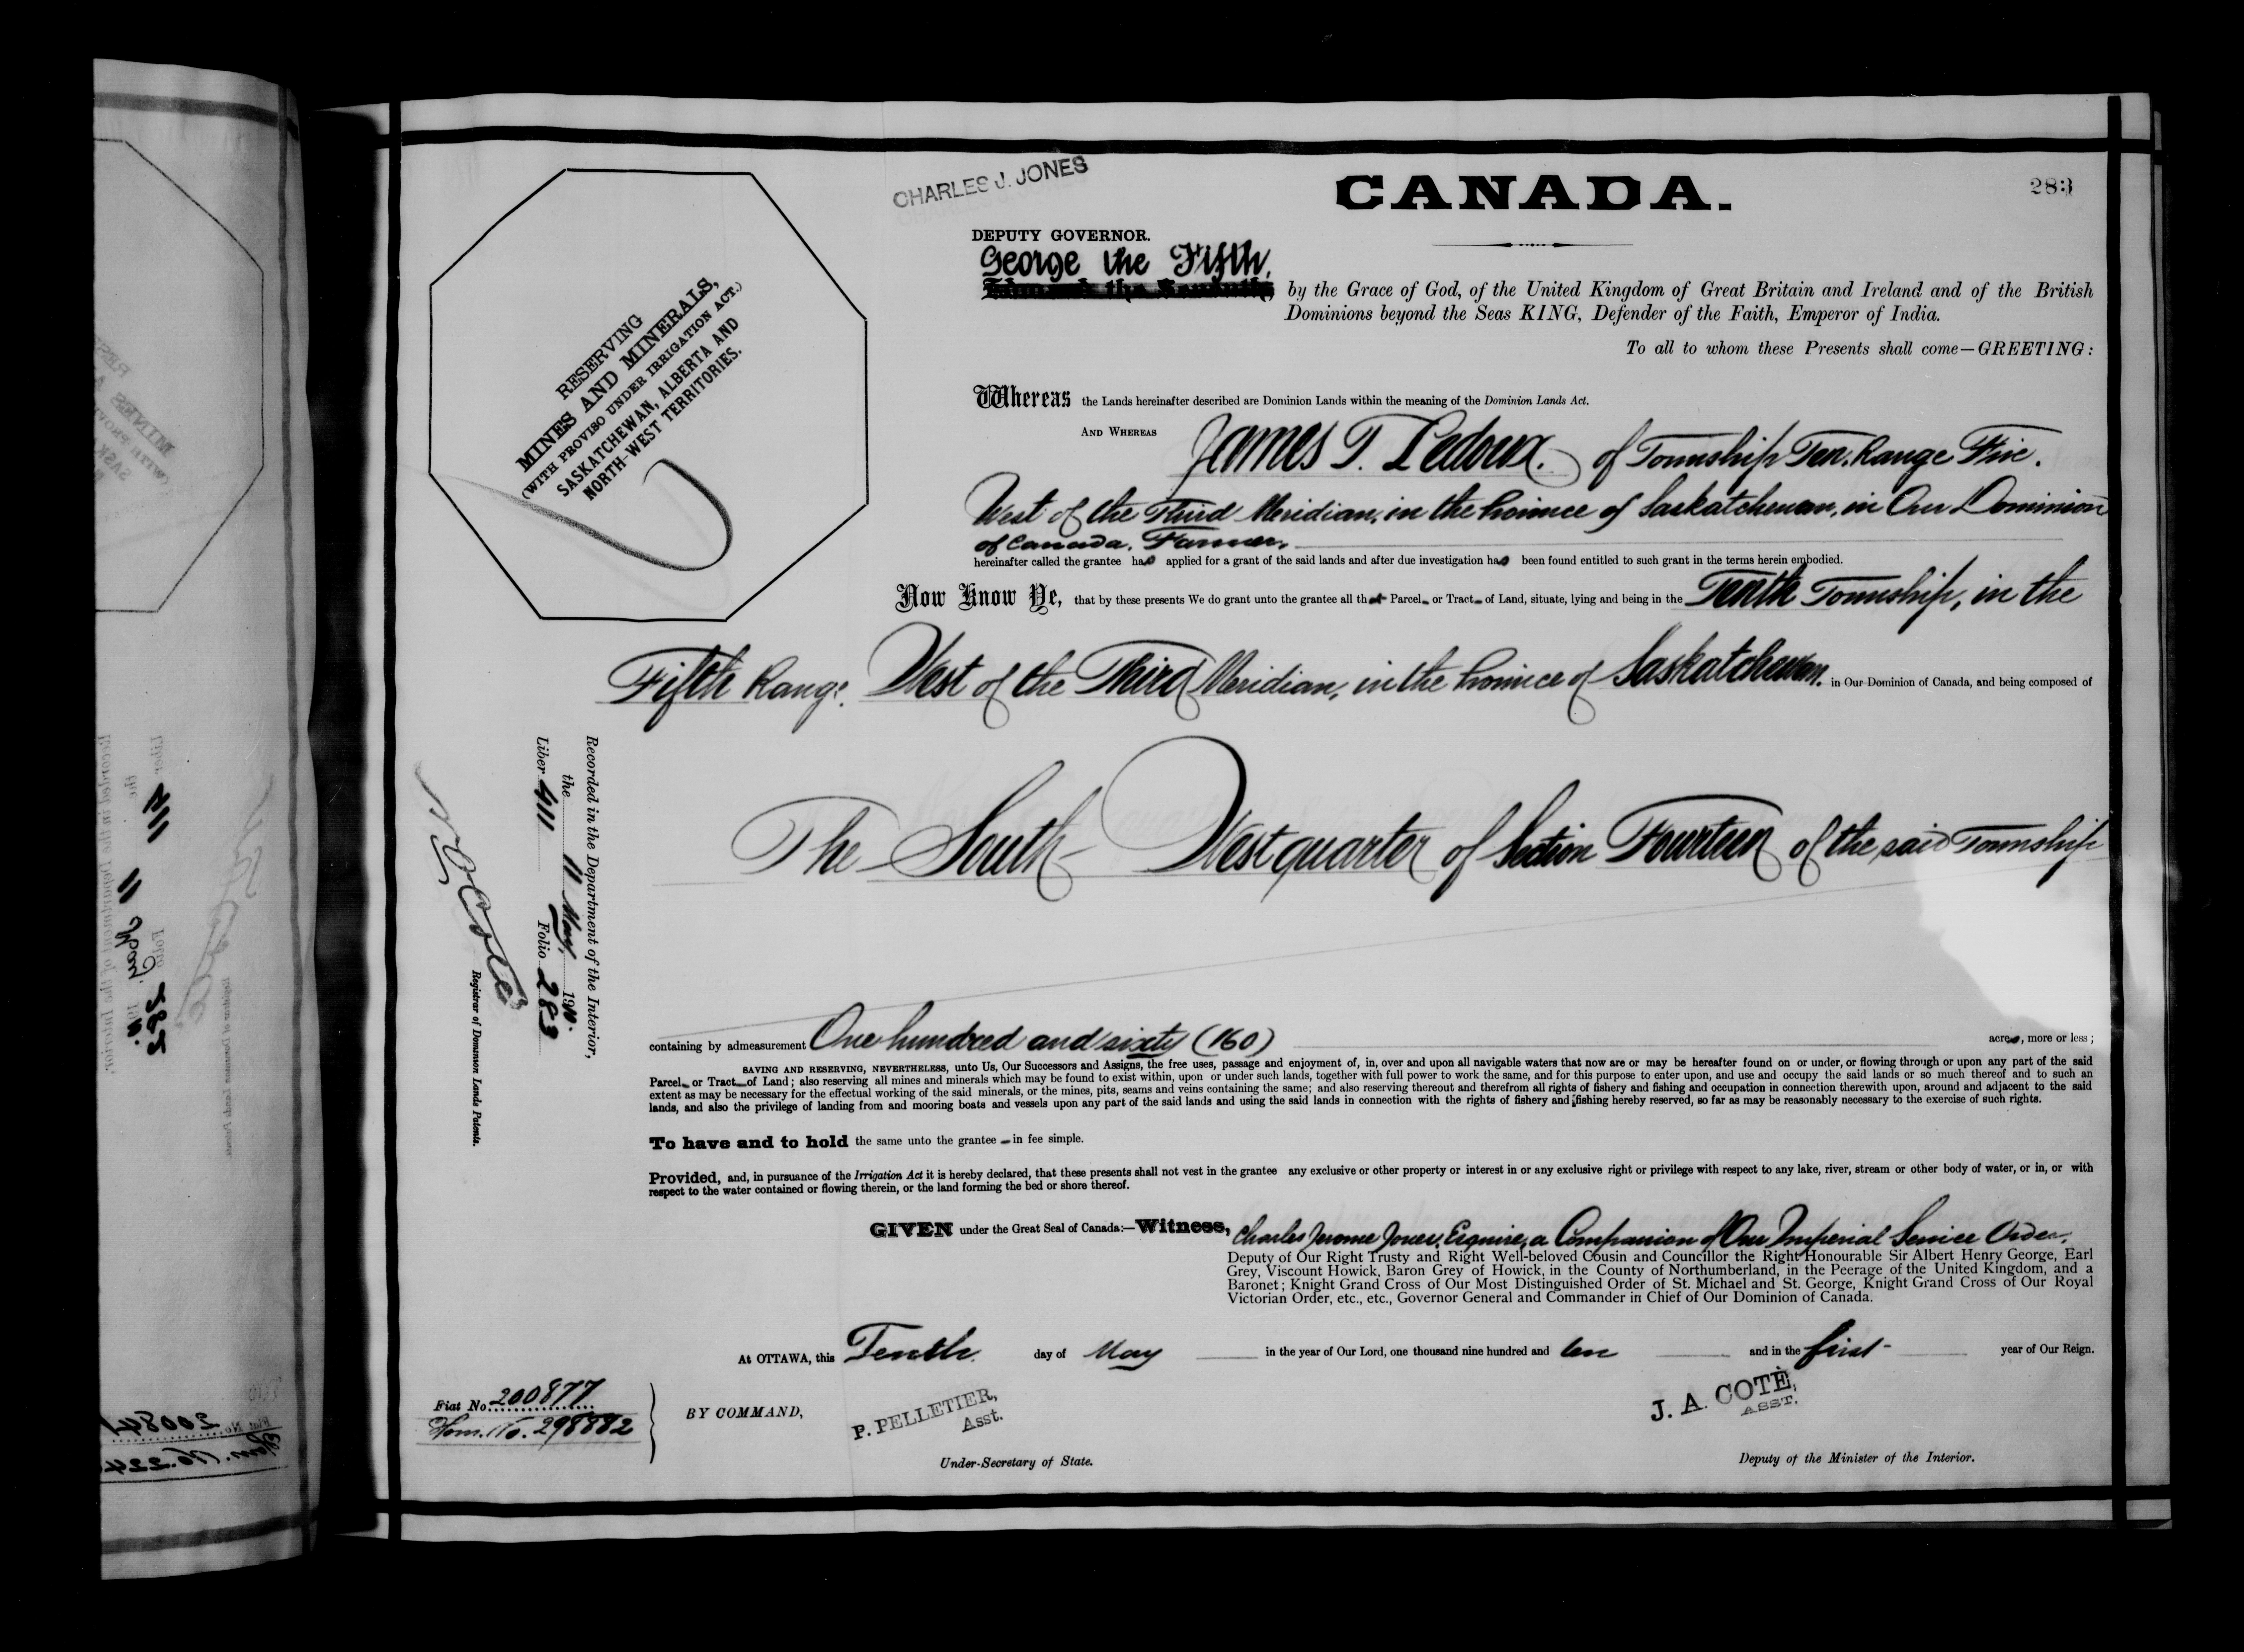 CHARLES J. JONES
CANADA.
283
DEPUTY GOVERNOR.
George the Fifth,
Edward the Seventh by the Grace of God, of the United Kingdom of Great Britain and Ireland and of the British
Dominions beyond the Seas KING, Defender of the Faith, Emperor of India.
To all to whom these Presents shall come—GREETING:
RESERVING
MINES AND MINERALS,
(WITH PROVISO UNDER IRRIGATION ACT.)
SASKATCHEWAN, ALBERTA AND
NORTH-WEST TERRITORIES.
Whereas the Lands hereinafter described are Dominion Lands within the meaning of the Dominion Lands Act.
AND WHEREAS James T. Ledoux. of Township Ten, Range Five.
West of the Third Meridian, in the Province of Saskatchewan, in Our Dominion
of Canada, Farmer,
hereinafter called the grantee has applied for a grant of the said lands and after due investigation has been found entitled to such grant in the terms herein embodied.
Now Know Ye, that by these presents We do grant unto the grantee all that Parcel or Tract of Land, situate, lying and being in the Tenth Township, in the
Fifth Range, West of the Third Meridian, in the Province of Saskatchewan, in Our Dominion of Canada, and being composed of
The South-West quarter of Section Fourteen of the said Township
Recorded in the Department of the Interior,
the 11 May, 1910.
Liber 411 Folio 283
N O Coté
Registrar of Dominion Lands Patents.
containing by admeasurement One hundred and sixty (160) acres, more or less;
SAVING AND RESERVING, NEVERTHELESS, unto Us, Our Successors and Assigns, the free uses, passage and enjoyment of, in, over and upon all navigable waters that now are or may be hereafter found on or under, or flowing through or upon any part of the said
Parcel or Tract of Land; also reserving all mines and minerals which may be found to exist within, upon or under such lands, together with full power to work the same, and for this purpose to enter upon, and use and occupy the said lands or so much thereof and to such an
extent as may be necessary for the effectual working of the said minerals, or the mines, pits, seams and veins containing the same; and also reserving thereout and therefrom all rights of fishery and fishing and occupation in connection therewith upon, around and adjacent to the said
lands, and also the privilege of landing from and mooring boats and vessels upon any part of the said lands and using the said lands in connection with the rights of fishery and fishing hereby reserved, so far as may be reasonably necessary to the exercise of such rights.
To have and to hold the same unto the grantee in fee simple.
Provided, and, in pursuance of the Irrigation Act it is hereby declared, that these presents shall not vest in the grantee any exclusive or other property or interest in or any exclusive right or privilege with respect to any lake, river, stream or other body of water, or in, or with
respect to the water contained or flowing therein, or the land forming the bed or shore thereof.
GIVEN under the Great Seal of Canada:—Witness, Charles Jerome Jones, Esquire, a Companion of Our Imperial Service Order,
Deputy of Our Right Trusty and Right Well-beloved Cousin and Councillor the Right Honourable Sir Albert Henry George, Earl
Grey, Viscount Howick, Baron Grey of Howick, in the County of Northumberland, in the Peerage of the United Kingdom, and a
Baronet; Knight Grand Cross of Our Most Distinguished Order of St. Michael and St. George, Knight Grand Cross of Our Royal
Victorian Order, etc., etc., Governor General and Commander in Chief of Our Dominion of Canada.
At OTTAWA, this Tenth day of May in the year of Our Lord, one thousand nine hundred and ten and in the first year of Our Reign.
Fiat No. 200877
Hom. No. 298882
BY COMMAND,
P. PELLETIER,
Asst.
Under-Secretary of State.
J. A. COTÉ,
ASST.
Deputy of the Minister of the Interior.